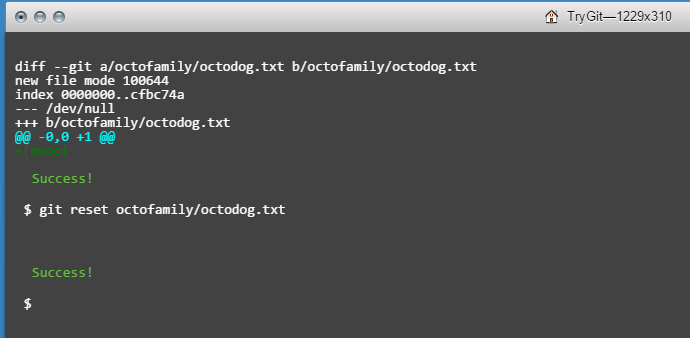 TryGit—1229x310
diff --git a/octofamily/octodog.txt b/octofamily/octodog.txt
new file mode 100644
index 0000000..cfbc74a
--- /dev/null
+++ b/octofamily/octodog.txt
@@ -0,0 +1 @@
Success!
$ git reset octofamily/octodog.txt
Success!
$